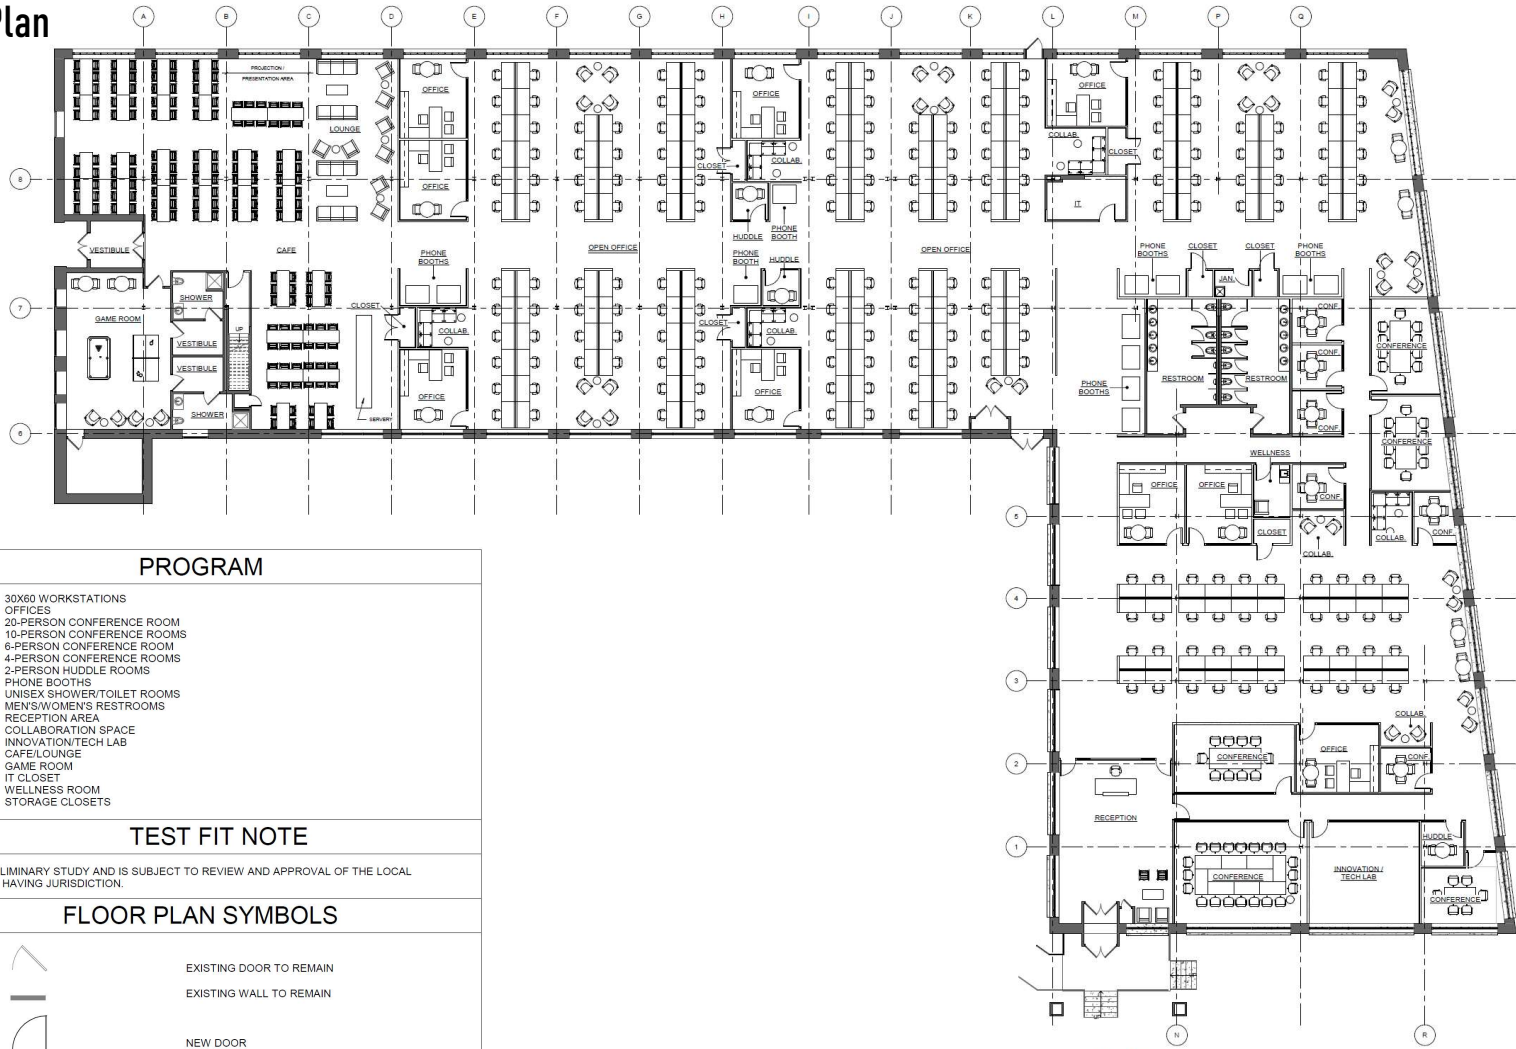 Plan
A B C D E F G H I J K L M P Q
PROJECTION /
PRESENTATION AREA
OFFICE
OFFICE
OFFICE
LOUNGE
COLLAB.
CLOSET
CLOSET
COLLAB.
8
OFFICE
IT
HUDDLE
PHONE
BOOTH
VESTIBULE
CAFE
PHONE
BOOTHS
OPEN OFFICE
PHONE
BOOTH
HUDDLE
OPEN OFFICE
PHONE
BOOTHS
CLOSET
CLOSET
PHONE
BOOTHS
JAN.
SHOWER
7
CLOSET
CONF.
GAME ROOM
UP
COLLAB.
CLOSET
COLLAB.
VESTIBULE
CONFERENCE
CONF.
VESTIBULE
RESTROOM
RESTROOM
PHONE
BOOTHS
OFFICE
OFFICE
SHOWER
SERVERY
CONF.
6
CONFERENCE
WELLNESS
OFFICE
OFFICE
CONF.
5
CLOSET
CONF.
COLLAB.
COLLAB.
4
3
COLLAB.
OFFICE
CONFERENCE
CONF.
2
RECEPTION
HUDDLE
1
INNOVATION /
TECH LAB
CONFERENCE
CONFERENCE
UP
N R
PROGRAM
30X60 WORKSTATIONS
OFFICES
20-PERSON CONFERENCE ROOM
10-PERSON CONFERENCE ROOMS
6-PERSON CONFERENCE ROOM
4-PERSON CONFERENCE ROOMS
2-PERSON HUDDLE ROOMS
PHONE BOOTHS
UNISEX SHOWER/TOILET ROOMS
MEN'S/WOMEN'S RESTROOMS
RECEPTION AREA
COLLABORATION SPACE
INNOVATION/TECH LAB
CAFE/LOUNGE
GAME ROOM
IT CLOSET
WELLNESS ROOM
STORAGE CLOSETS
TEST FIT NOTE
LIMINARY STUDY AND IS SUBJECT TO REVIEW AND APPROVAL OF THE LOCAL
HAVING JURISDICTION.
FLOOR PLAN SYMBOLS
EXISTING DOOR TO REMAIN
EXISTING WALL TO REMAIN
NEW DOOR